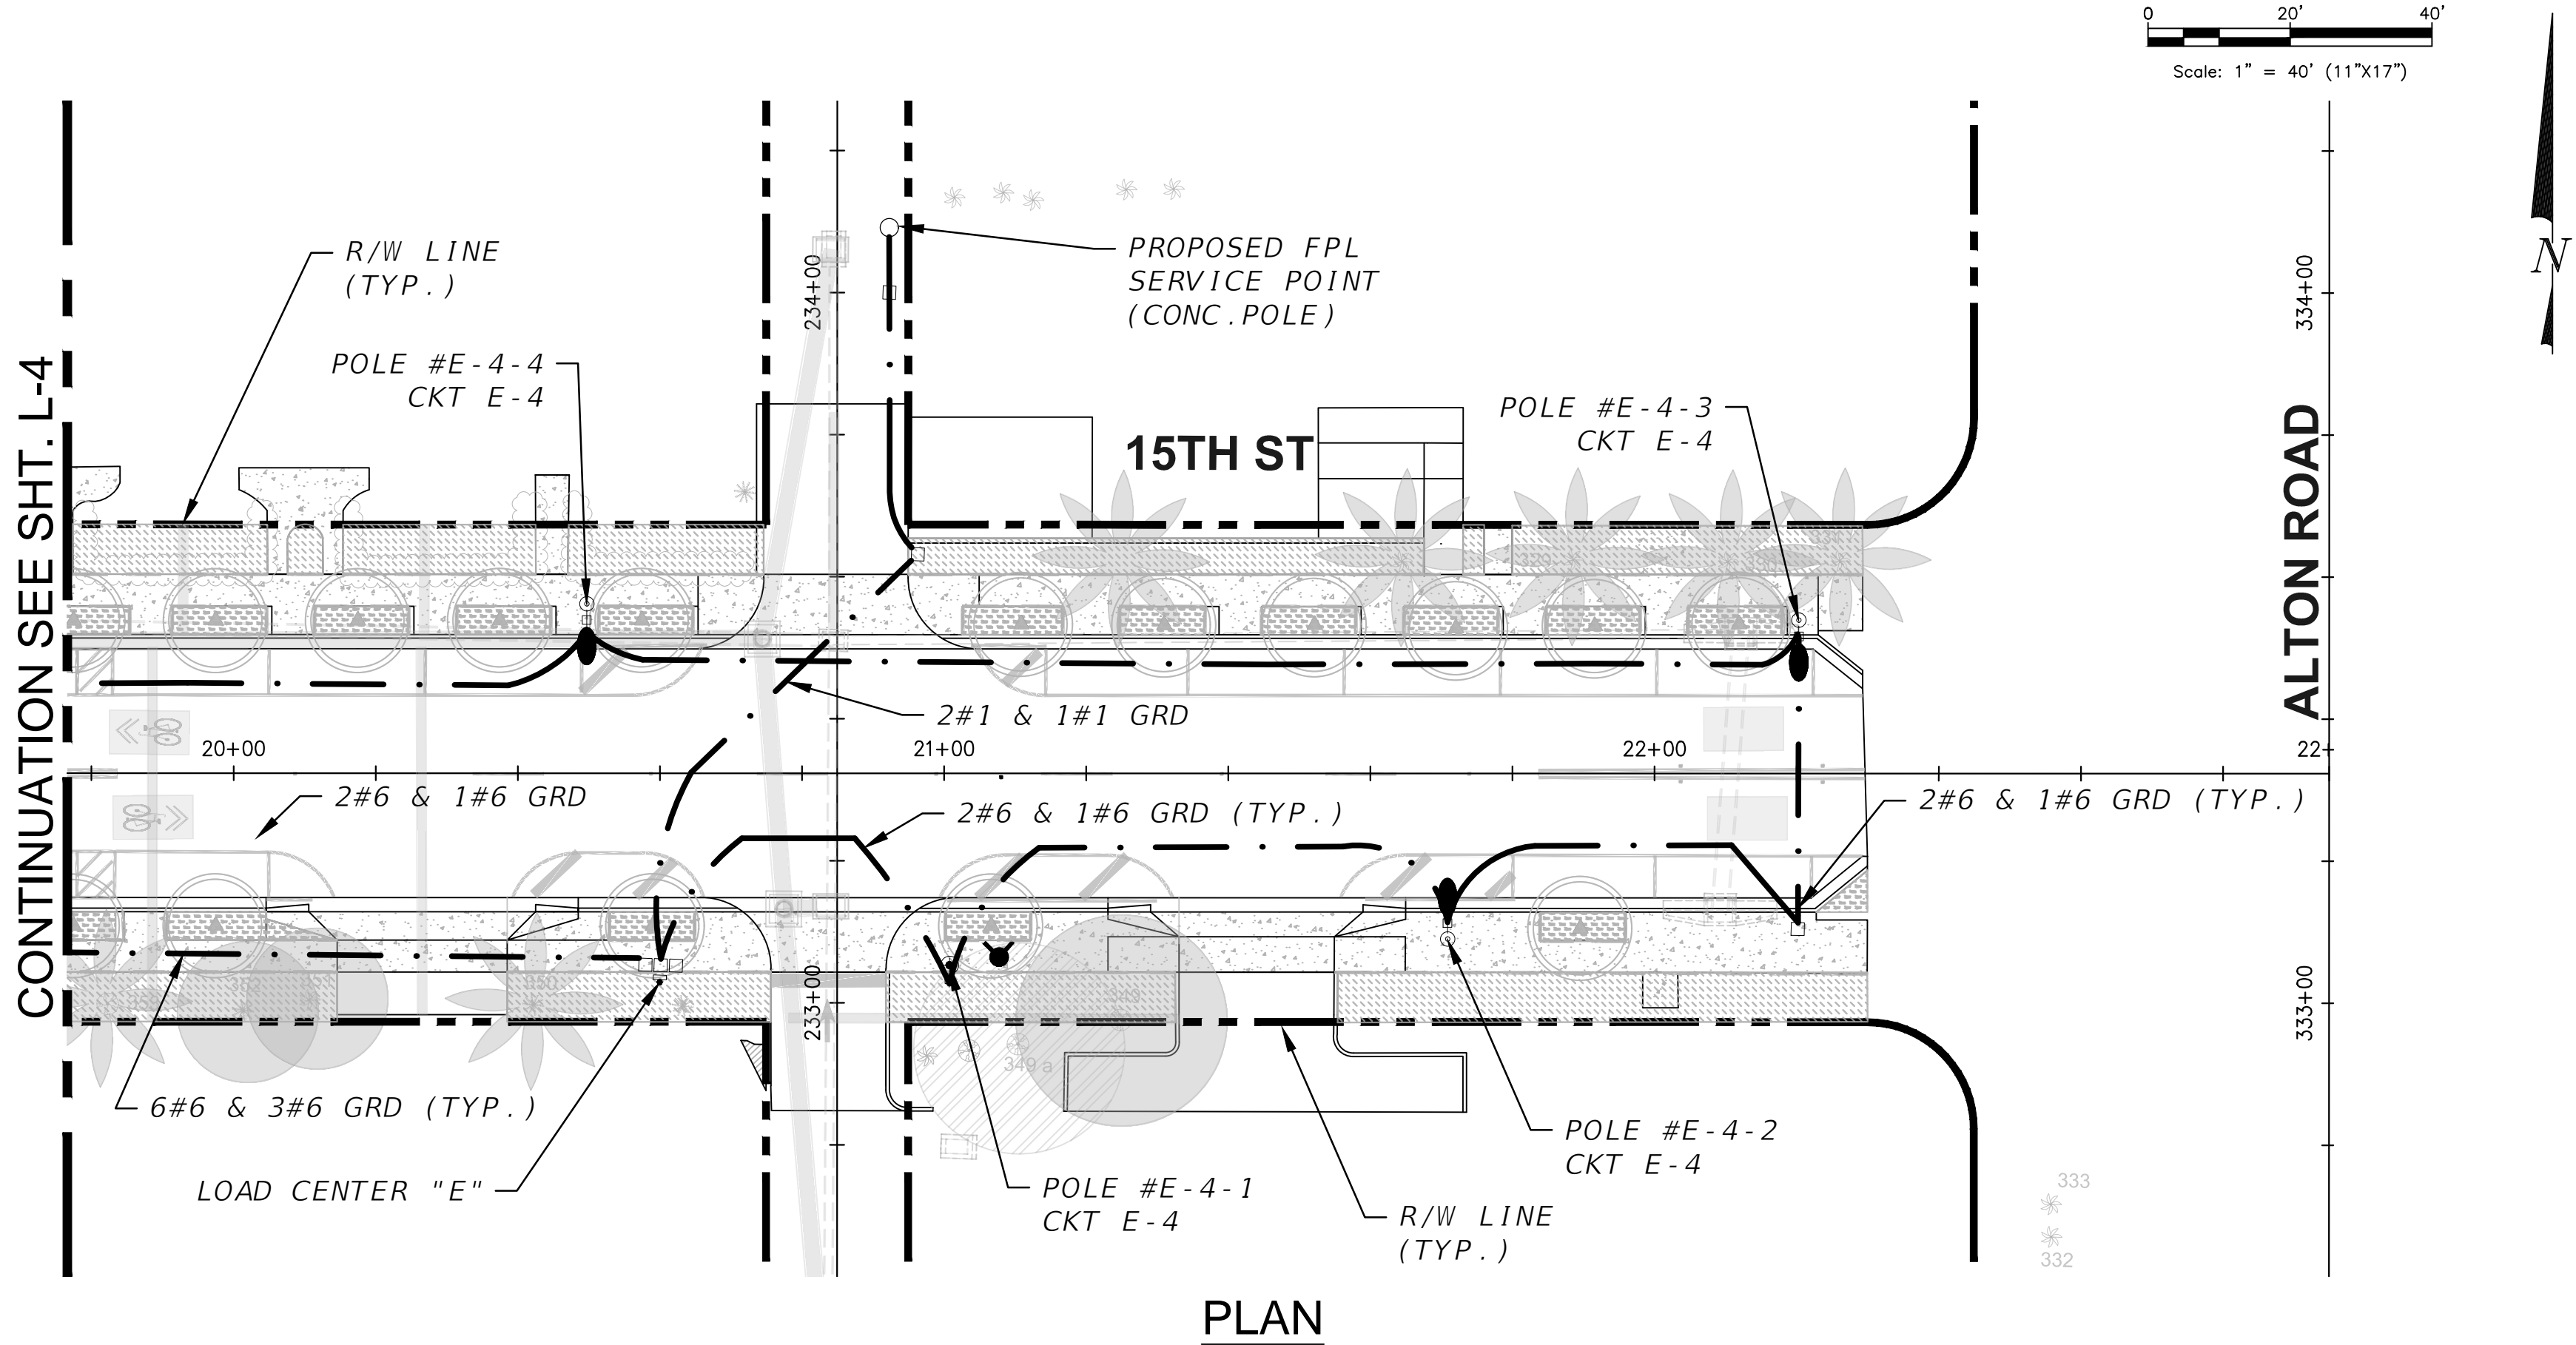 0 20' 40'
Scale: 1" = 40' (11"X17")
N
R/W LINE
(TYP.)
PROPOSED FPL
SERVICE POINT
(CONC.POLE)
234+00
334+00
POLE #E-4-4
CKT E-4
POLE #E-4-3
CKT E-4
15TH ST
ALTON ROAD
CONTINUATION SEE SHT. L-4
2#1 & 1#1 GRD
20+00
21+00
22+00
22+
2#6 & 1#6 GRD
2#6 & 1#6 GRD (TYP.)
2#6 & 1#6 GRD (TYP.)
350
349
233+00
333+00
349 a
6#6 & 3#6 GRD (TYP.)
LOAD CENTER "E"
POLE #E-4-1
CKT E-4
POLE #E-4-2
CKT E-4
R/W LINE
(TYP.)
333
332
PLAN